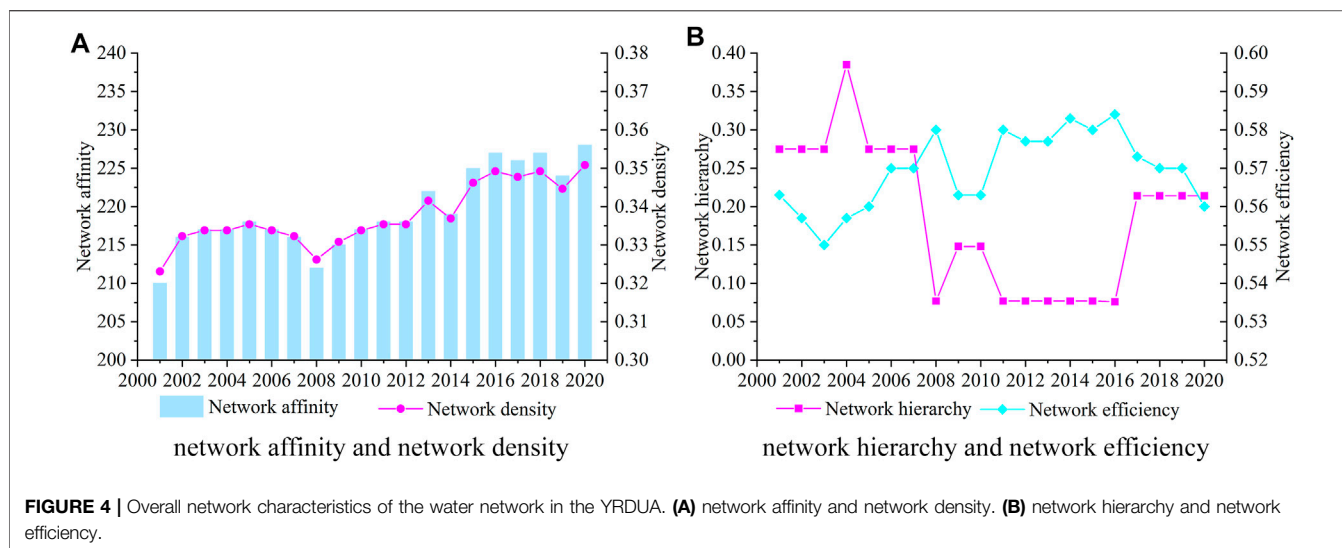 A
240
235
230
225
220
215
210
205
200
Network affinity
0.38
0.37
0.36
0.35
0.34
0.33
0.32
0.31
0.30
Network density
2000 2002 2004 2006 2008 2010 2012 2014 2016 2018 2020
Network affinity Network density
network affinity and network density
B
0.40
0.35
0.30
0.25
0.20
0.15
0.10
0.05
0.00
Network hierarchy
0.60
0.59
0.58
0.57
0.56
0.55
0.54
0.53
0.52
Network efficiency
2000 2002 2004 2006 2008 2010 2012 2014 2016 2018 2020
Network hierarchy Network efficiency
network hierarchy and network efficiency
FIGURE 4 | Overall network characteristics of the water network in the YRDUA. (A) network affinity and network density. (B) network hierarchy and network
efficiency.